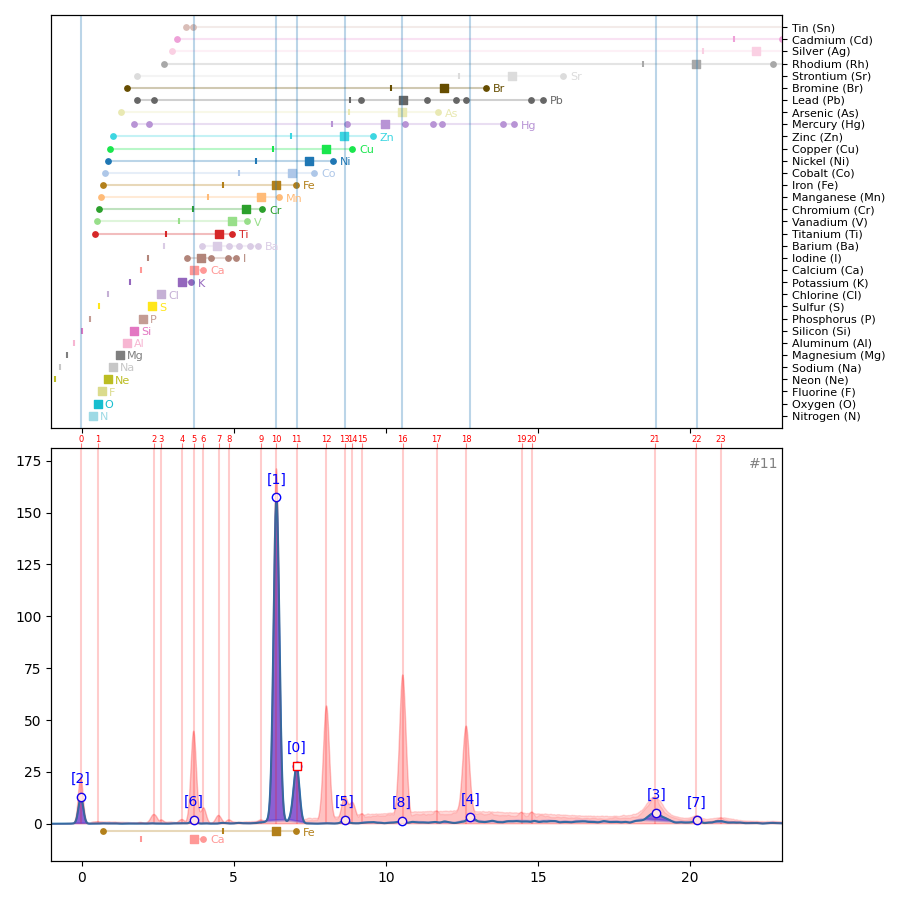 Tin (Sn)
Cadmium (Cd)
Silver (Ag)
Rhodium (Rh)
Sr Strontium (Sr)
Br Bromine (Br)
Pb Lead (Pb)
As Arsenic (As)
Hg Mercury (Hg)
Zn Zinc (Zn)
Cu Copper (Cu)
Ni Nickel (Ni)
Co Cobalt (Co)
Fe Iron (Fe)
Mn Manganese (Mn)
Cr Chromium (Cr)
V Vanadium (V)
Ti Titanium (Ti)
Ba Barium (Ba)
I Iodine (I)
Ca Calcium (Ca)
K Potassium (K)
Cl Chlorine (Cl)
S Sulfur (S)
P Phosphorus (P)
Si Silicon (Si)
Al Aluminum (Al)
Mg Magnesium (Mg)
Na Sodium (Na)
Ne Neon (Ne)
F Fluorine (F)
O Oxygen (O)
N Nitrogen (N)
0 1 2 3 4 5 6 7 8 9 10 11 12 13 14 15 16 17 18 19 20 21 22 23
#11
175
[1]
150
125
100
75
50
[0]
25
[2]
[6] [5] [8] [4] [3] [7]
0
Fe
Ca
0 5 10 15 20